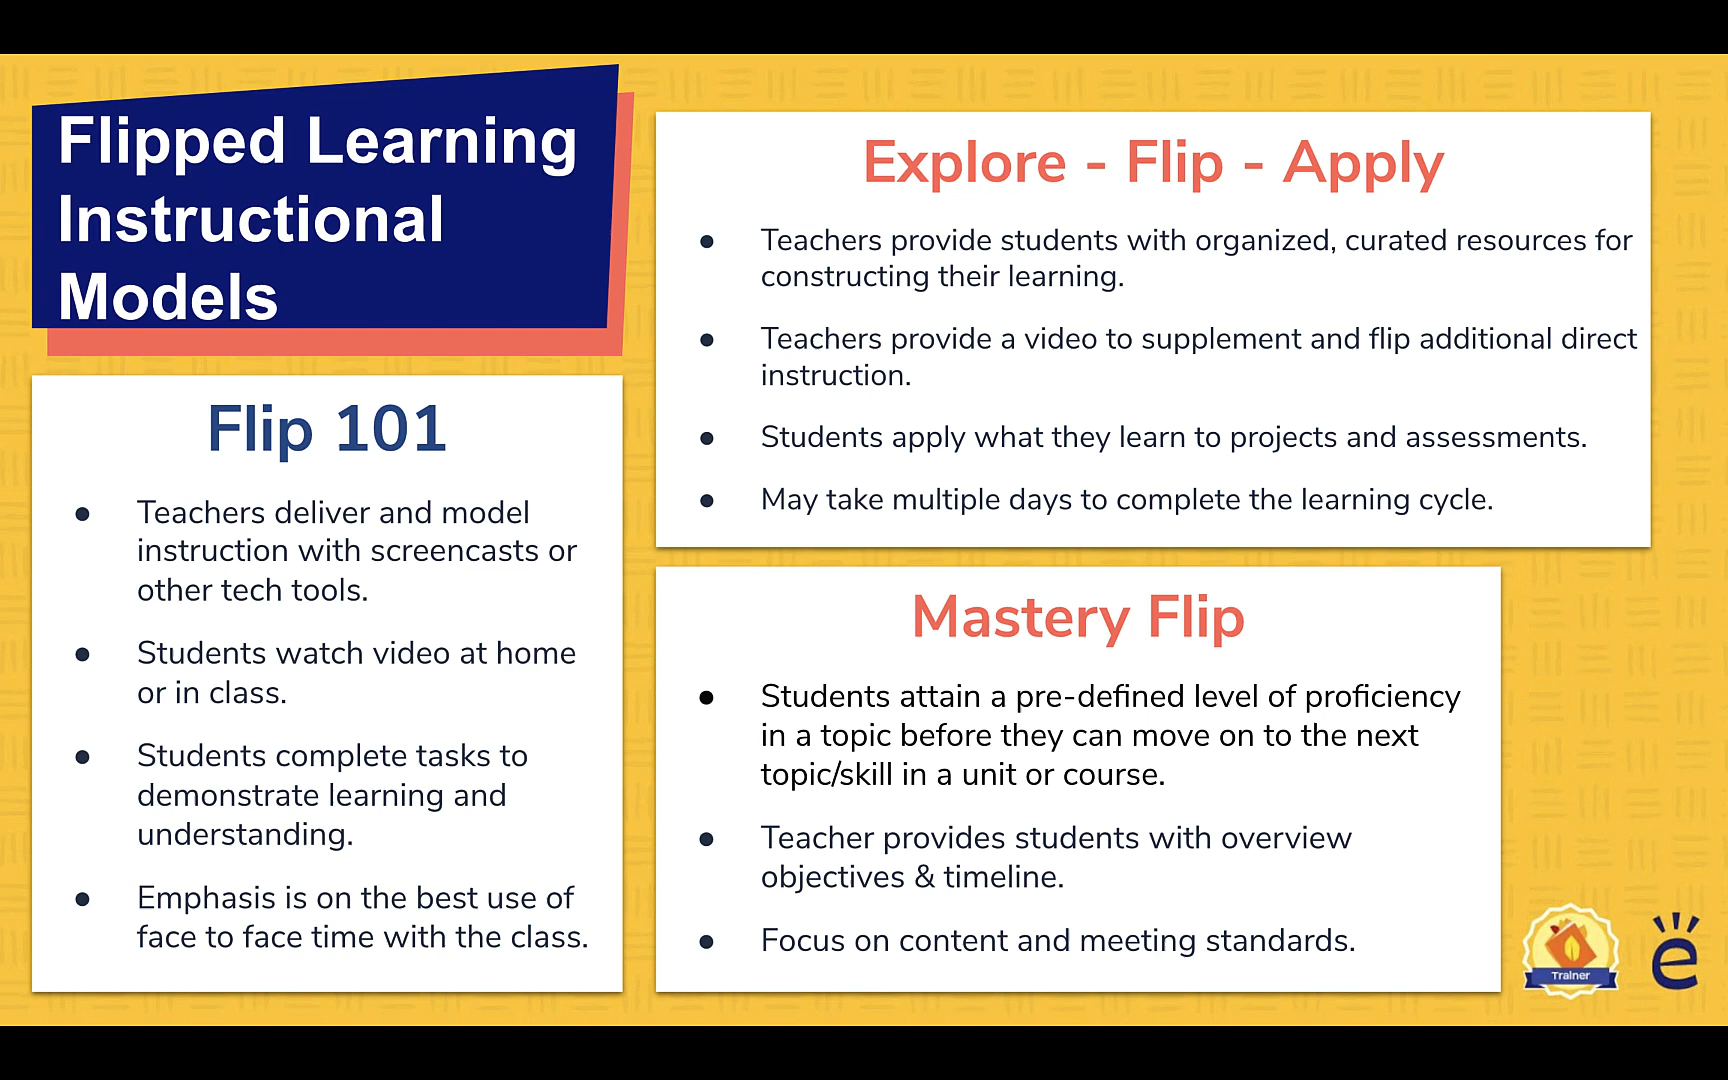 Flipped Learning
Instructional
Models
Flip 101
● Teachers deliver and model
instruction with screencasts or
other tech tools.
● Students watch video at home
or in class.
● Students complete tasks to
demonstrate learning and
understanding.
● Emphasis is on the best use of
face to face time with the class.
Explore - Flip - Apply
● Teachers provide students with organized, curated resources for
constructing their learning.
● Teachers provide a video to supplement and flip additional direct
instruction.
● Students apply what they learn to projects and assessments.
● May take multiple days to complete the learning cycle.
Mastery Flip
● Students attain a pre-defined level of proficiency
in a topic before they can move on to the next
topic/skill in a unit or course.
● Teacher provides students with overview
objectives & timeline.
● Focus on content and meeting standards.
Trainer
e